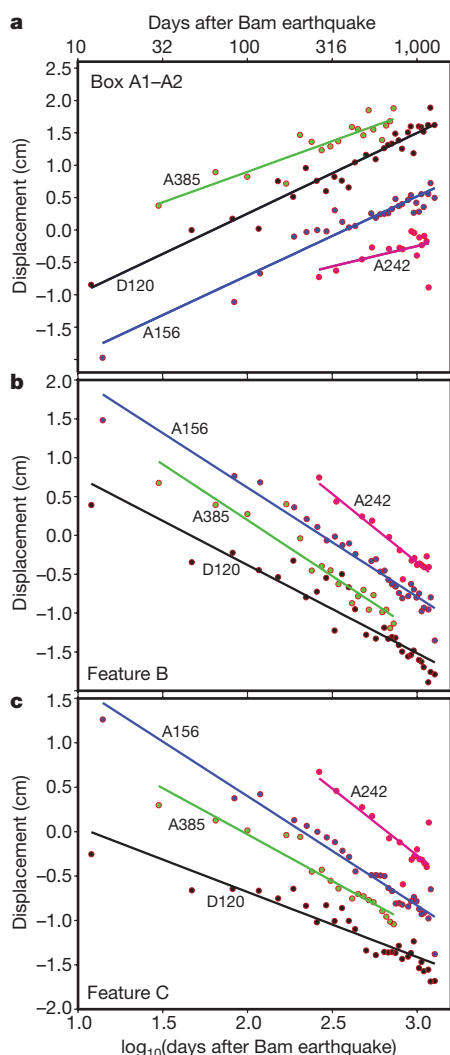 Days after Bam earthquake
10 32 100 316 1,000
a
Box A1–A2
Displacement (cm)
2.5
2.0
1.5
1.0
0.5
0.0
−0.5
−1.0
−1.5
A385
D120
A156
A242
b
Displacement (cm)
2.0
1.5
1.0
0.5
0.0
−0.5
−1.0
−1.5
A156
A242
A385
D120
Feature B
c
Displacement (cm)
1.5
1.0
0.5
0.0
−0.5
−1.0
−1.5
−2.0
A156
A242
A385
D120
Feature C
1.0 1.5 2.0 2.5 3.0
log10(days after Bam earthquake)